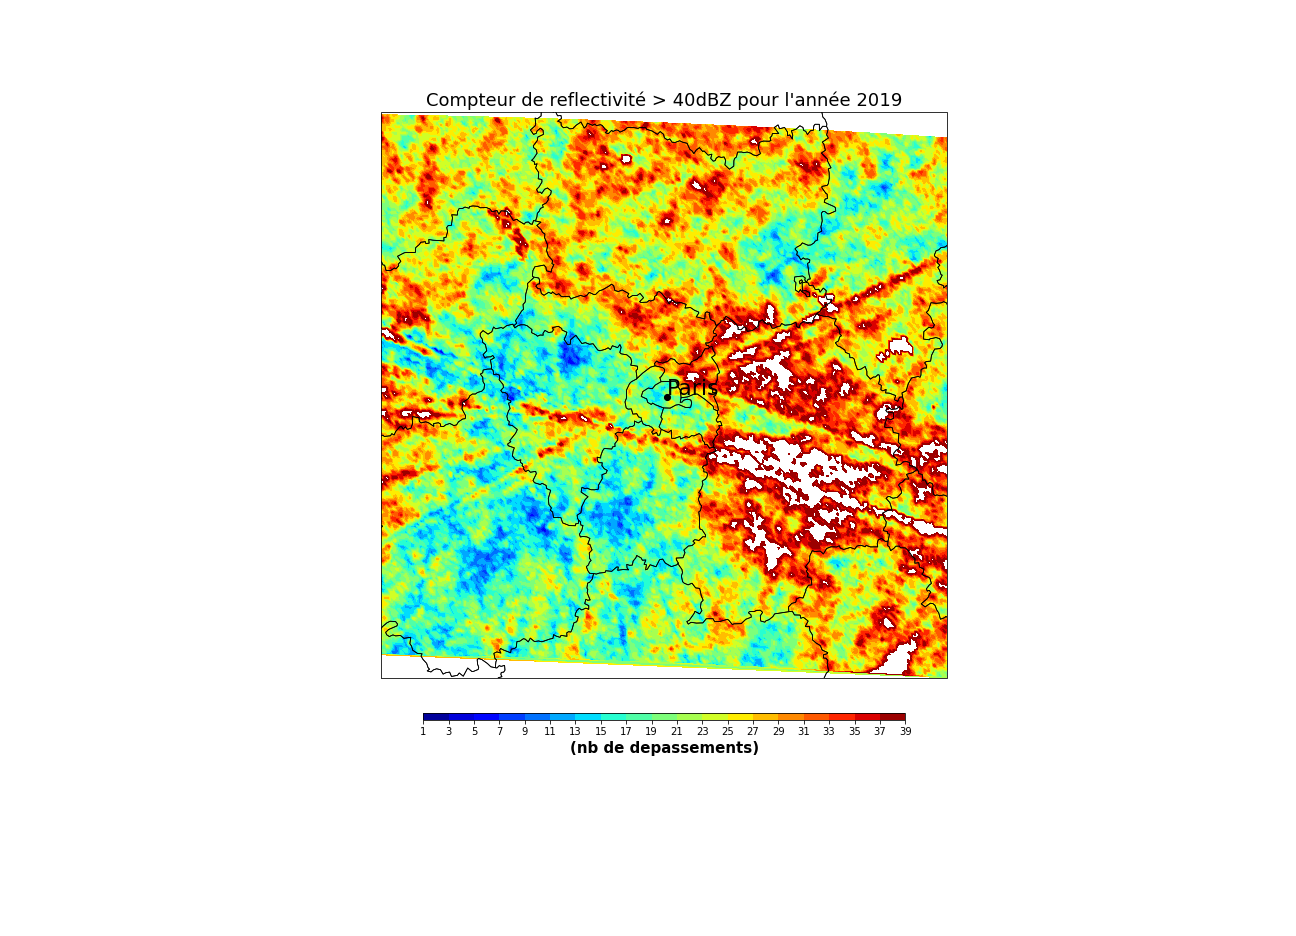 Compteur de reflectivité > 40dBZ pour l'année 2019
Paris
1 3 5 7 9 11 13 15 17 19 21 23 25 27 29 31 33 35 37 39
(nb de depassements)